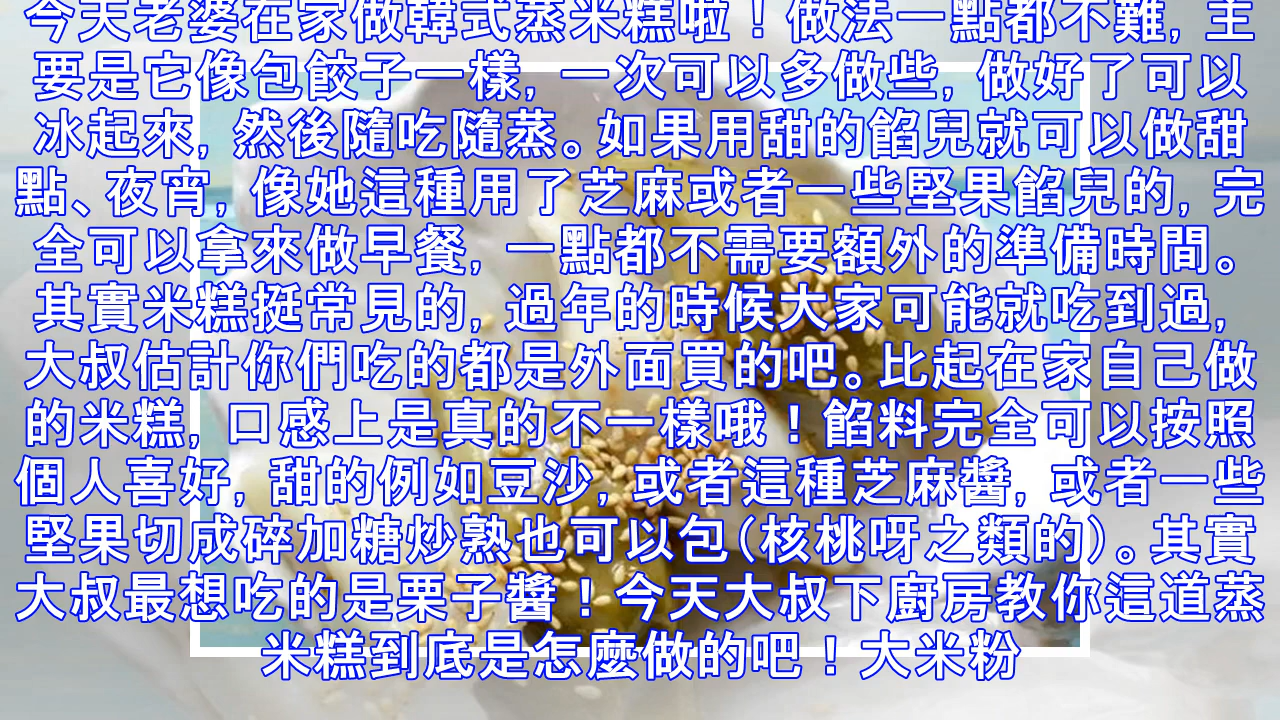 今天老婆在家做韓式蒸米糕啦！做法一點都不難，主
要是它像包餃子一樣，一次可以多做些，做好了可以
冰起來，然後隨吃隨蒸。如果用甜的餡兒就可以做甜
點、夜宵，像她這種用了芝麻或者一些堅果餡兒的，完
全可以拿來做早餐，一點都不需要額外的準備時間。
其實米糕挺常見的，過年的時候大家可能就吃到過，
大叔估計你們吃的都是外面買的吧。比起在家自己做
的米糕，口感上是真的不一樣哦！餡料完全可以按照
個人喜好，甜的例如豆沙，或者這種芝麻醬，或者一些
堅果切成碎加糖炒熟也可以包（核桃呀之類的）。其實
大叔最想吃的是栗子醬！今天大叔下廚房教你這道蒸
米糕到底是怎麼做的吧！大米粉